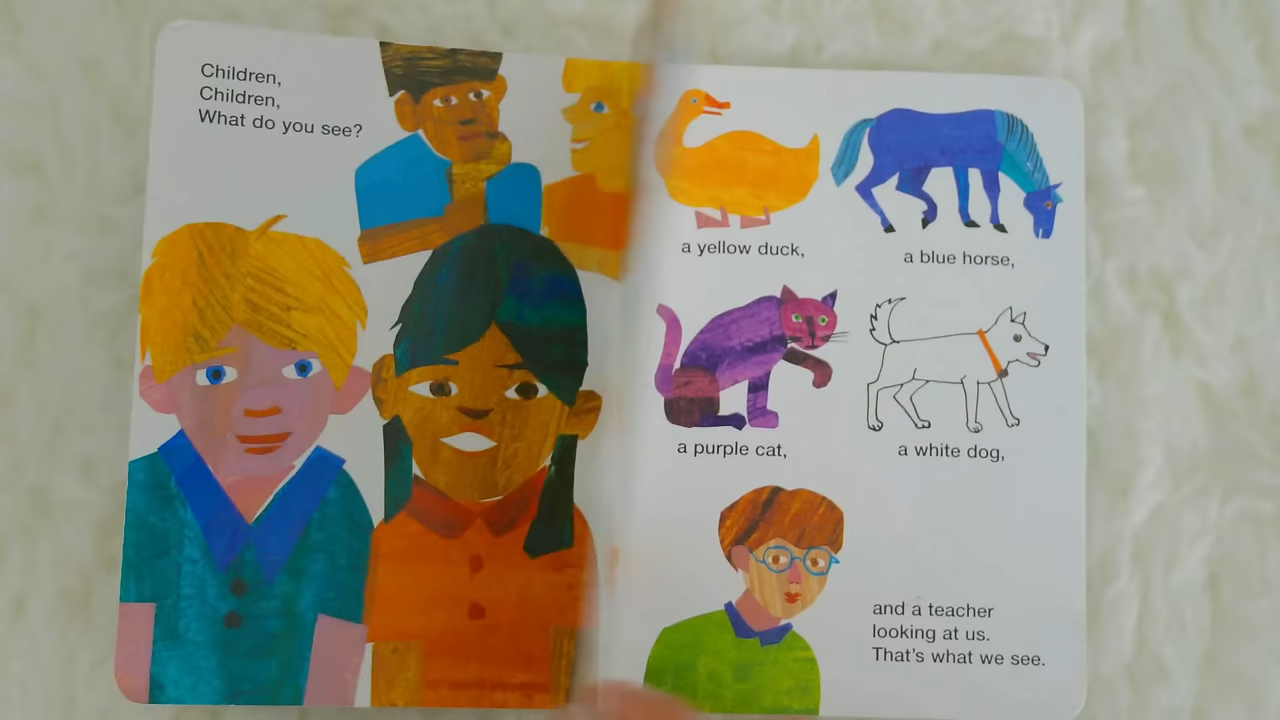 Children,
Children,
What do you see?
a yellow duck,
a blue horse,
a purple cat,
a white dog,
and a teacher
looking at us.
That's what we see.